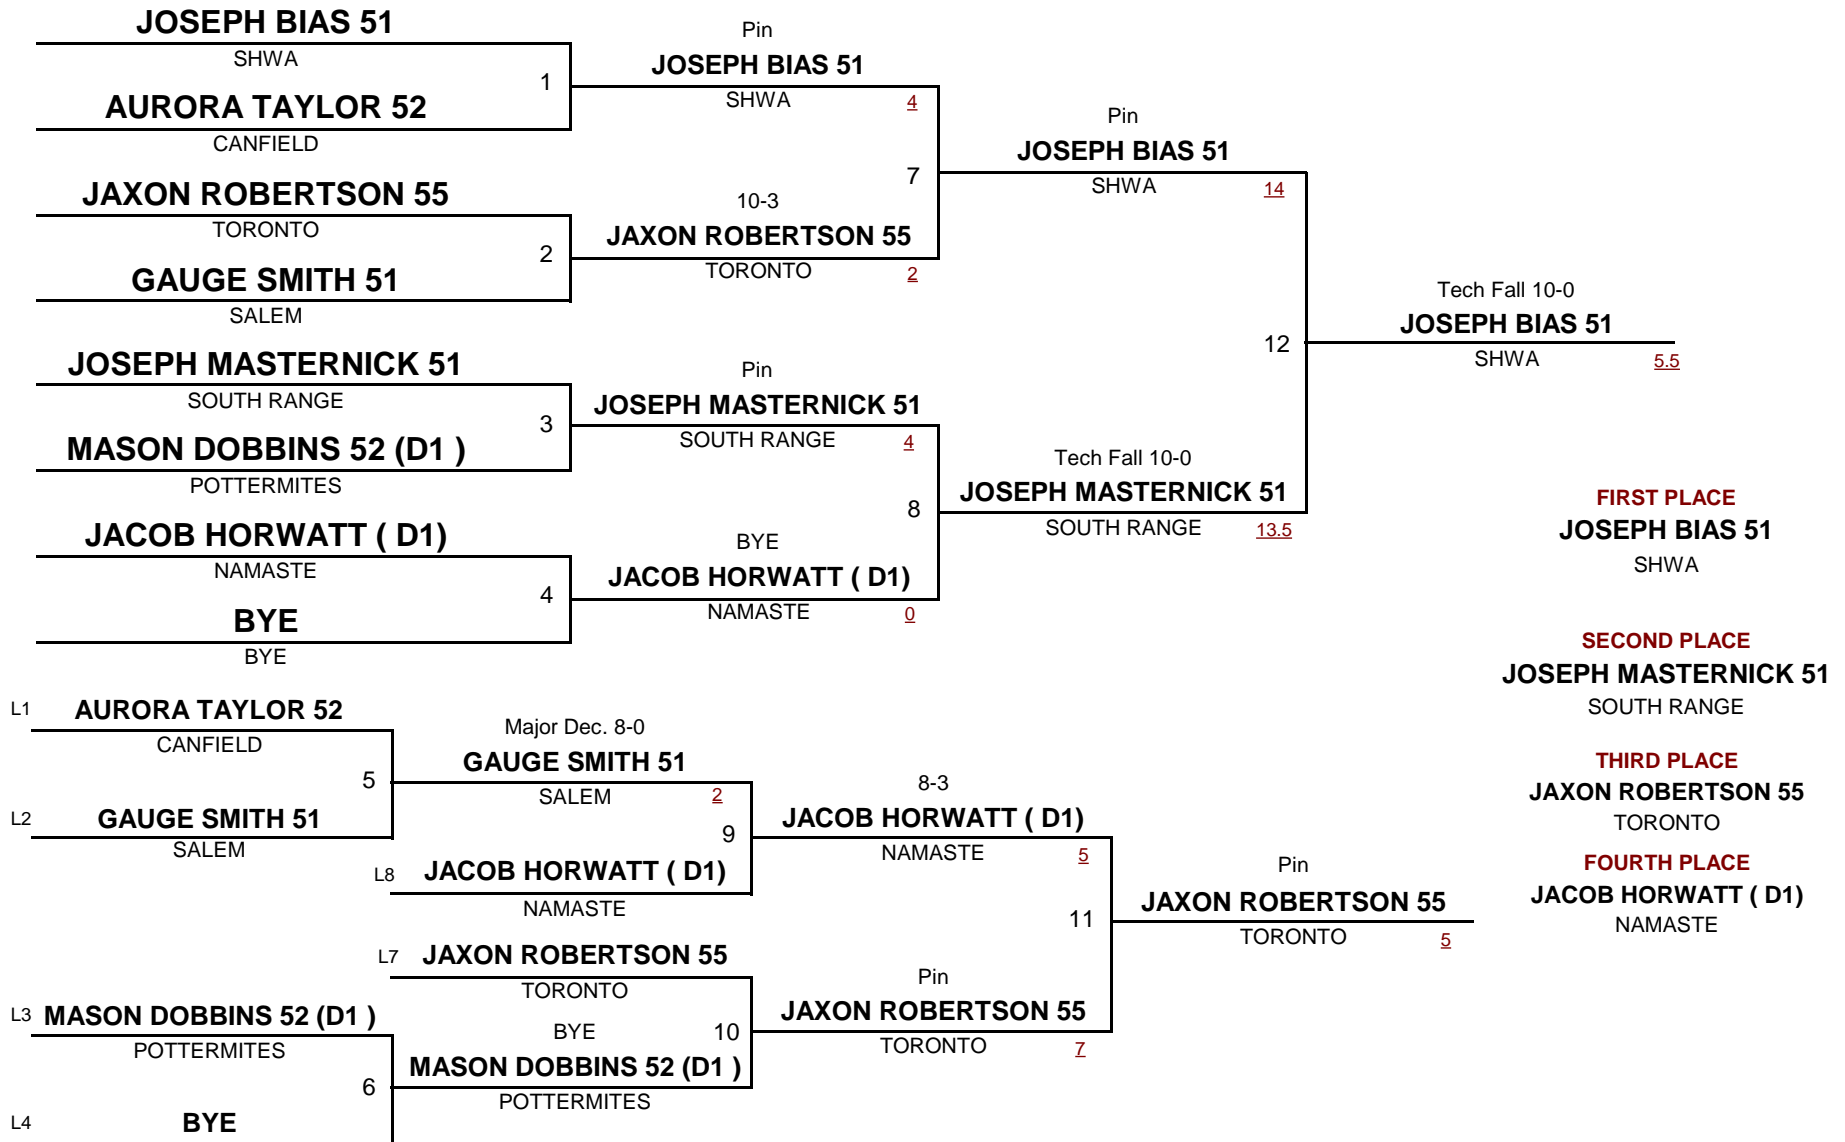 JOSEPH BIAS 51
SHWA
1
AURORA TAYLOR 52
CANFIELD
JAXON ROBERTSON 55
TORONTO
2
GAUGE SMITH 51
SALEM
JOSEPH MASTERNICK 51
SOUTH RANGE
3
MASON DOBBINS 52 (D1 )
POTTERMITES
JACOB HORWATT ( D1)
NAMASTE
4
BYE
BYE
Pin
JOSEPH BIAS 51
SHWA 4
7
10-3
JAXON ROBERTSON 55
TORONTO 2
Pin
JOSEPH MASTERNICK 51
SOUTH RANGE 4
8
BYE
JACOB HORWATT ( D1)
NAMASTE 0
Pin
JOSEPH BIAS 51
SHWA 14
12
Tech Fall 10-0
JOSEPH MASTERNICK 51
SOUTH RANGE 13.5
Tech Fall 10-0
JOSEPH BIAS 51
SHWA 5.5
FIRST PLACE
JOSEPH BIAS 51
SHWA
SECOND PLACE
JOSEPH MASTERNICK 51
SOUTH RANGE
THIRD PLACE
JAXON ROBERTSON 55
TORONTO
FOURTH PLACE
JACOB HORWATT ( D1)
NAMASTE
L1 AURORA TAYLOR 52
CANFIELD
5
L2 GAUGE SMITH 51
SALEM
Major Dec. 8-0
GAUGE SMITH 51
SALEM 2
9
L8 JACOB HORWATT ( D1)
NAMASTE
L7 JAXON ROBERTSON 55
TORONTO
10
BYE
MASON DOBBINS 52 (D1 )
POTTERMITES
L3 MASON DOBBINS 52 (D1 )
POTTERMITES
6
L4 BYE
8-3
JACOB HORWATT ( D1)
NAMASTE 5
11
Pin
JAXON ROBERTSON 55
TORONTO 7
Pin
JAXON ROBERTSON 55
TORONTO 5